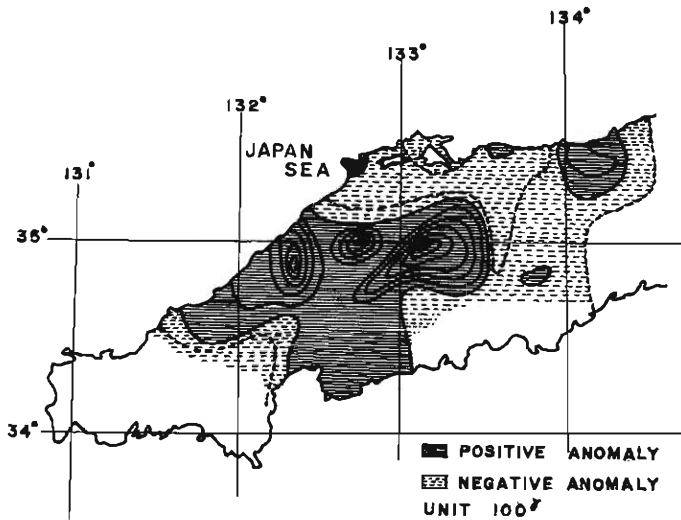 134°
133°
132°
JAPAN
SEA
131°
35°
34°
POSITIVE ANOMALY
NEGATIVE ANOMALY
UNIT 100γ